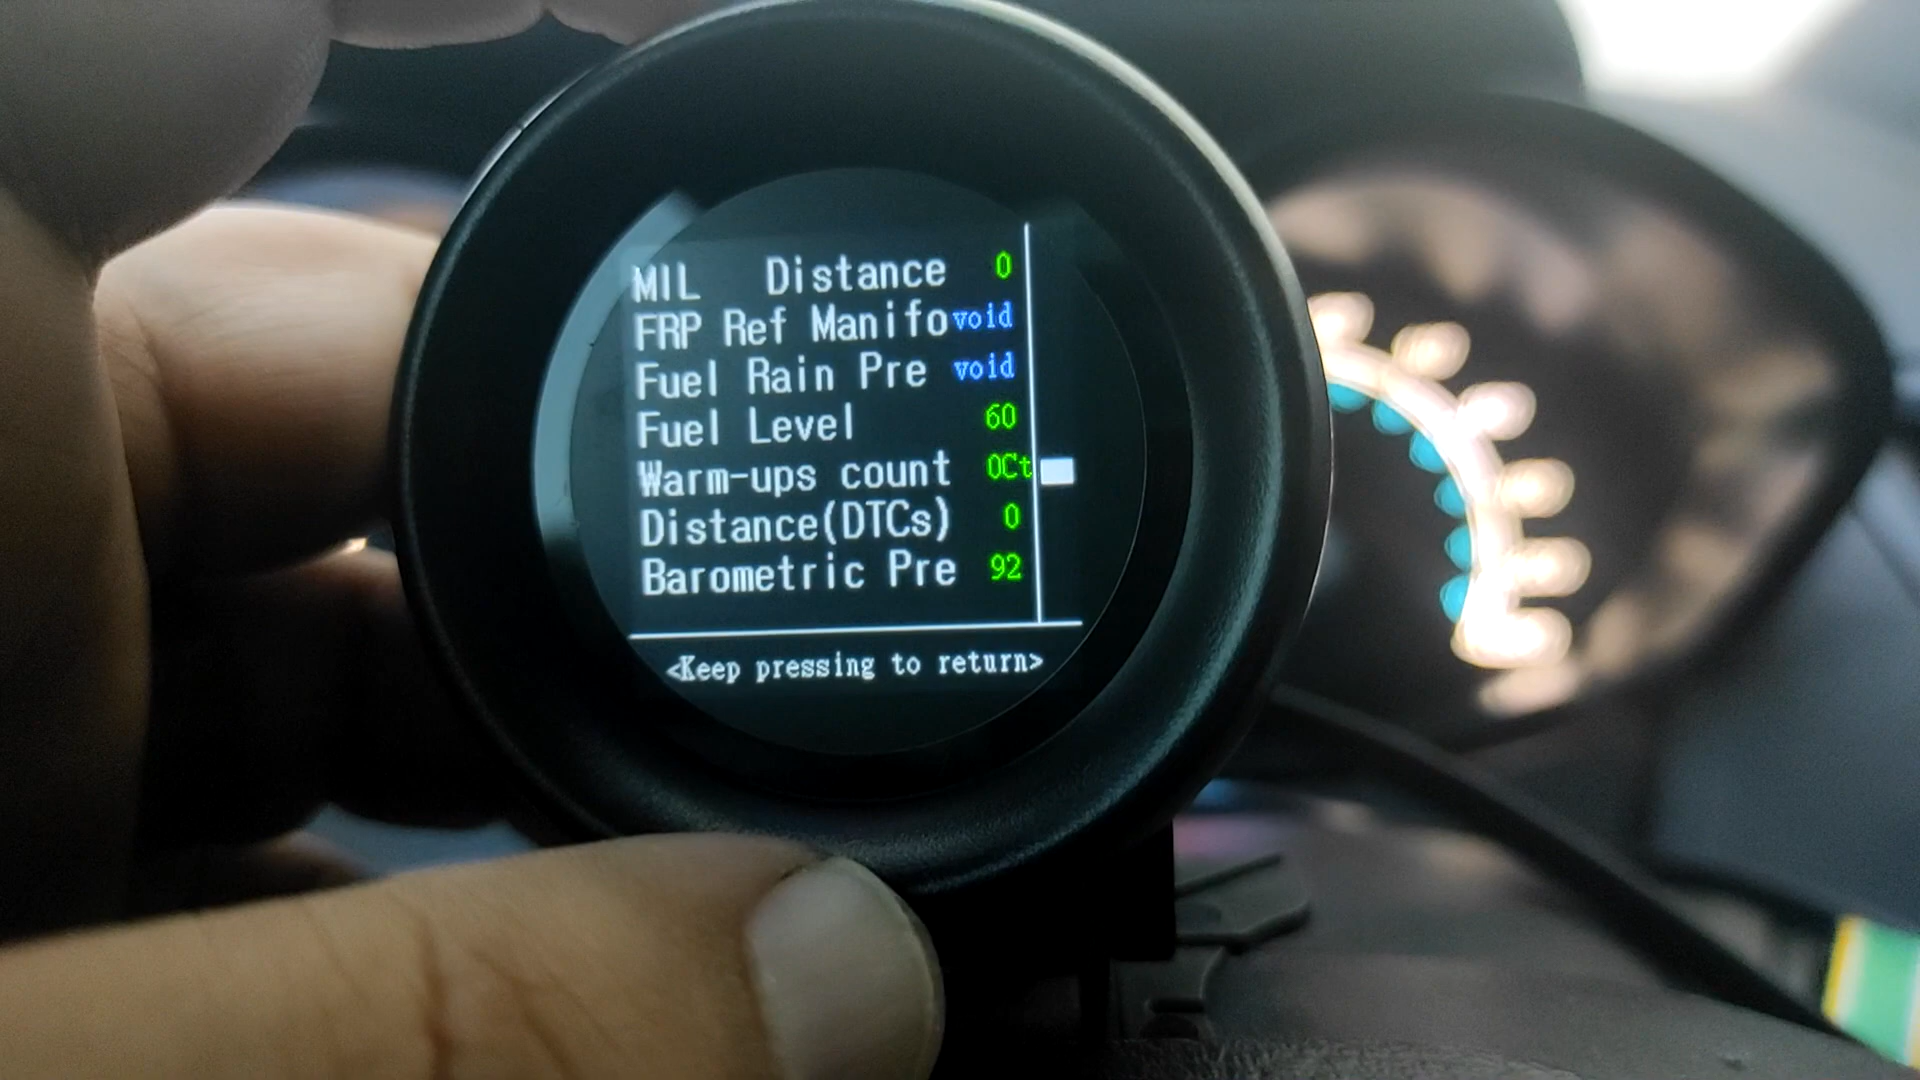 MIL Distance 0
FRP Ref Manifo void
Fuel Rain Pre void
Fuel Level 60
Warm-ups count 0Ct
Distance(DTCs) 0
Barometric Pre 92
<Keep pressing to return>